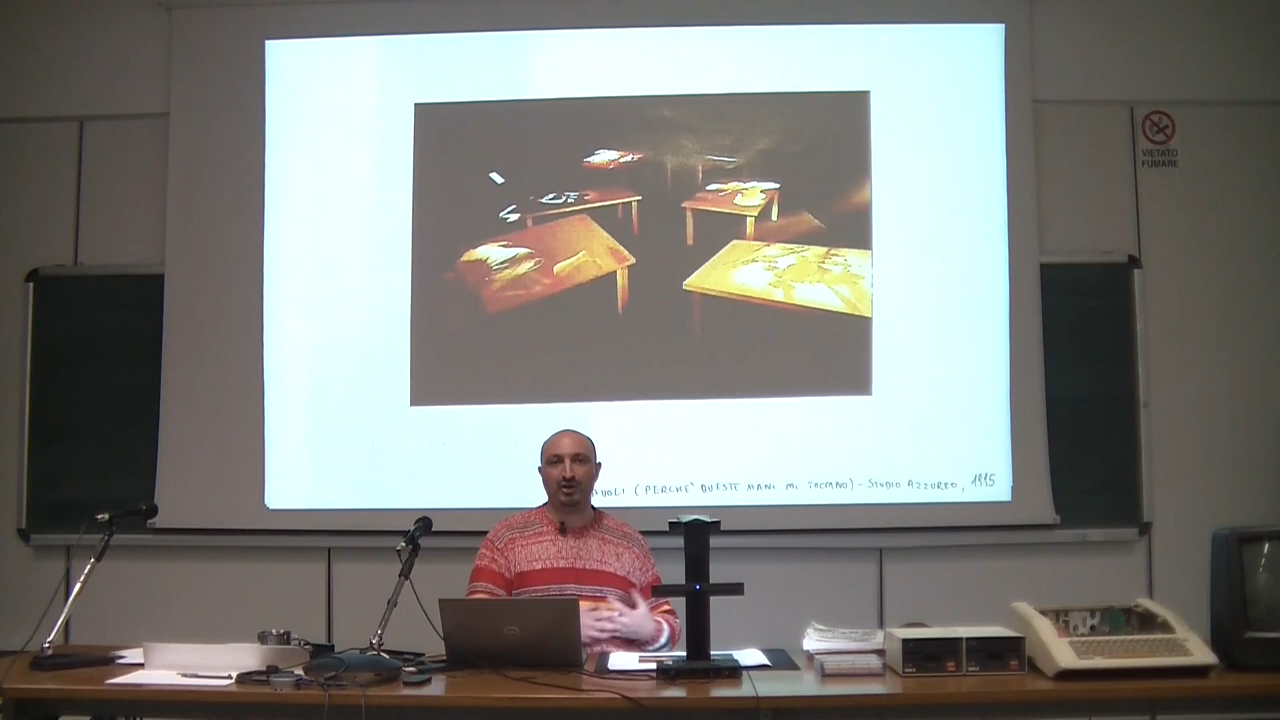 VIETATO
FUMARE
(PERCHE' QUESTE MANI MI TOCCANO) - STUDIO AZZURRO, 1995